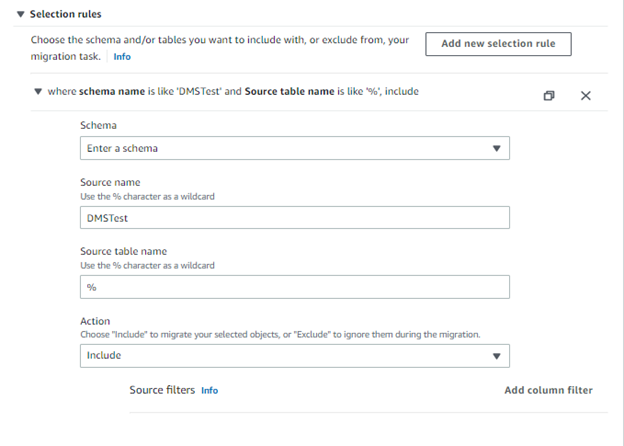 Selection rules
Choose the schema and/or tables you want to include with, or exclude from, your
migration task. Info
Add new selection rule
where schema name is like 'DMSTest' and Source table name is like '%', include
Schema
Enter a schema
Source name
Use the % character as a wildcard
DMSTest
Source table name
Use the % character as a wildcard
%
Action
Choose "Include" to migrate your selected objects, or "Exclude" to ignore them during the migration.
Include
Source filters Info
Add column filter